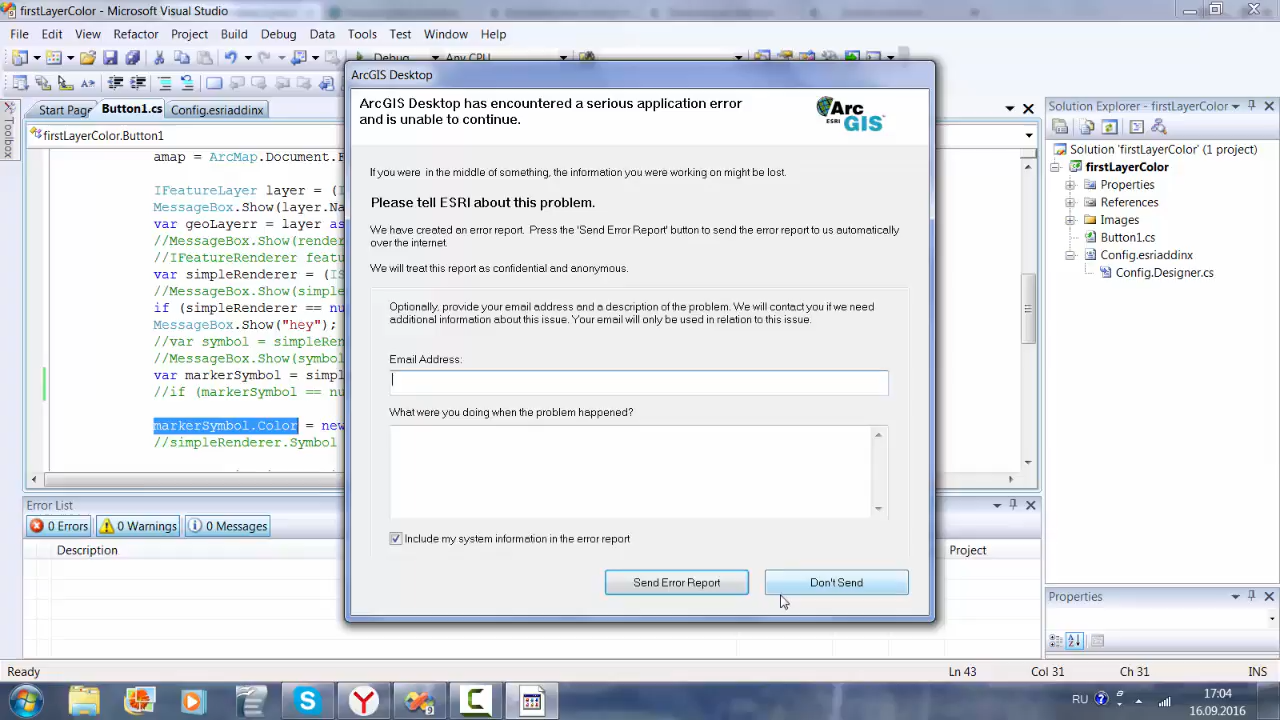 firstLayerColor - Microsoft Visual Studio
File Edit View Refactor Project Build Debug Data Tools Test Window Help
Debug Any CPU
ArcGIS Desktop
ArcGIS Desktop has encountered a serious application error
and is unable to continue.
Arc
ESRI GIS
If you were in the middle of something, the information you were working on might be lost.
Please tell ESRI about this problem.
We have created an error report. Press the 'Send Error Report' button to send the error report to us automatically
over the internet.
We will treat this report as confidential and anonymous.
Optionally, provide your email address and a description of the problem. We will contact you if we need
additional information about this issue. Your email will only be used in relation to this issue.
Email Address:
What were you doing when the problem happened?
Include my system information in the error report
Send Error Report Don't Send
Toolbox
Start Pag Button1.cs Config.esriaddinx
firstLayerColor.Button1
amap = ArcMap.Document.F
IFeatureLayer layer = (I
MessageBox.Show(layer.Na
var geoLayerr = layer as
//MessageBox.Show(render
//IFeatureRenderer featu
var simpleRenderer = (IS
//MessageBox.Show(simple
if (simpleRenderer == nu
MessageBox.Show("hey");
//var symbol = simpleRen
//MessageBox.Show(symbol
var markerSymbol = simpl
//if (markerSymbol == nu
markerSymbol.Color = new
//simpleRenderer.Symbol
Error List
0 Errors 0 Warnings 0 Messages
Description Project
Solution Explorer - firstLayerColor
Solution 'firstLayerColor' (1 project)
firstLayerColor
Properties
References
Images
Button1.cs
Config.esriaddinx
Config.Designer.cs
Properties
Ready Ln 43 Col 31 Ch 31 INS
RU 17:04
16.09.2016